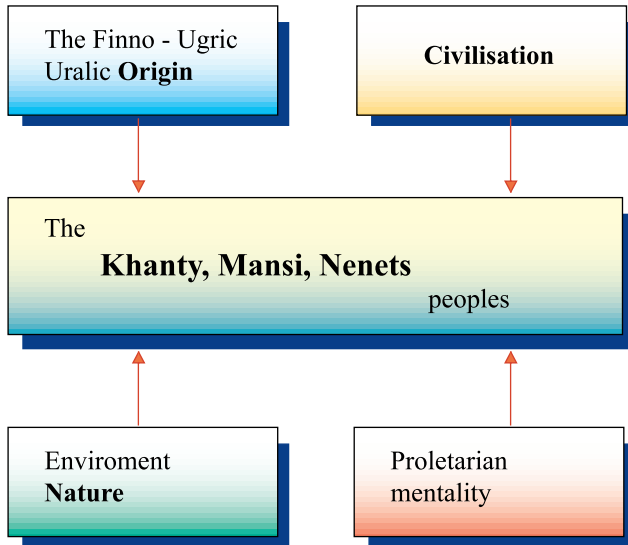 The Finno - Ugric
Uralic Origin
Civilisation
The
Khanty, Mansi, Nenets
peoples
Enviroment
Nature
Proletarian
mentality